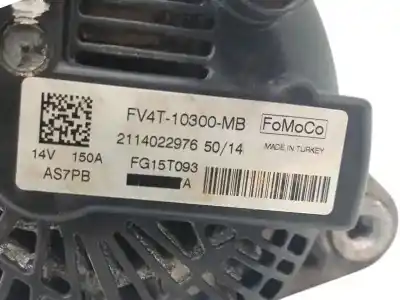 FV4T-10300-MB FoMoCo
2114022976 50/14 MADE IN TURKEY
14V 150A FG15T093
AS7PB A